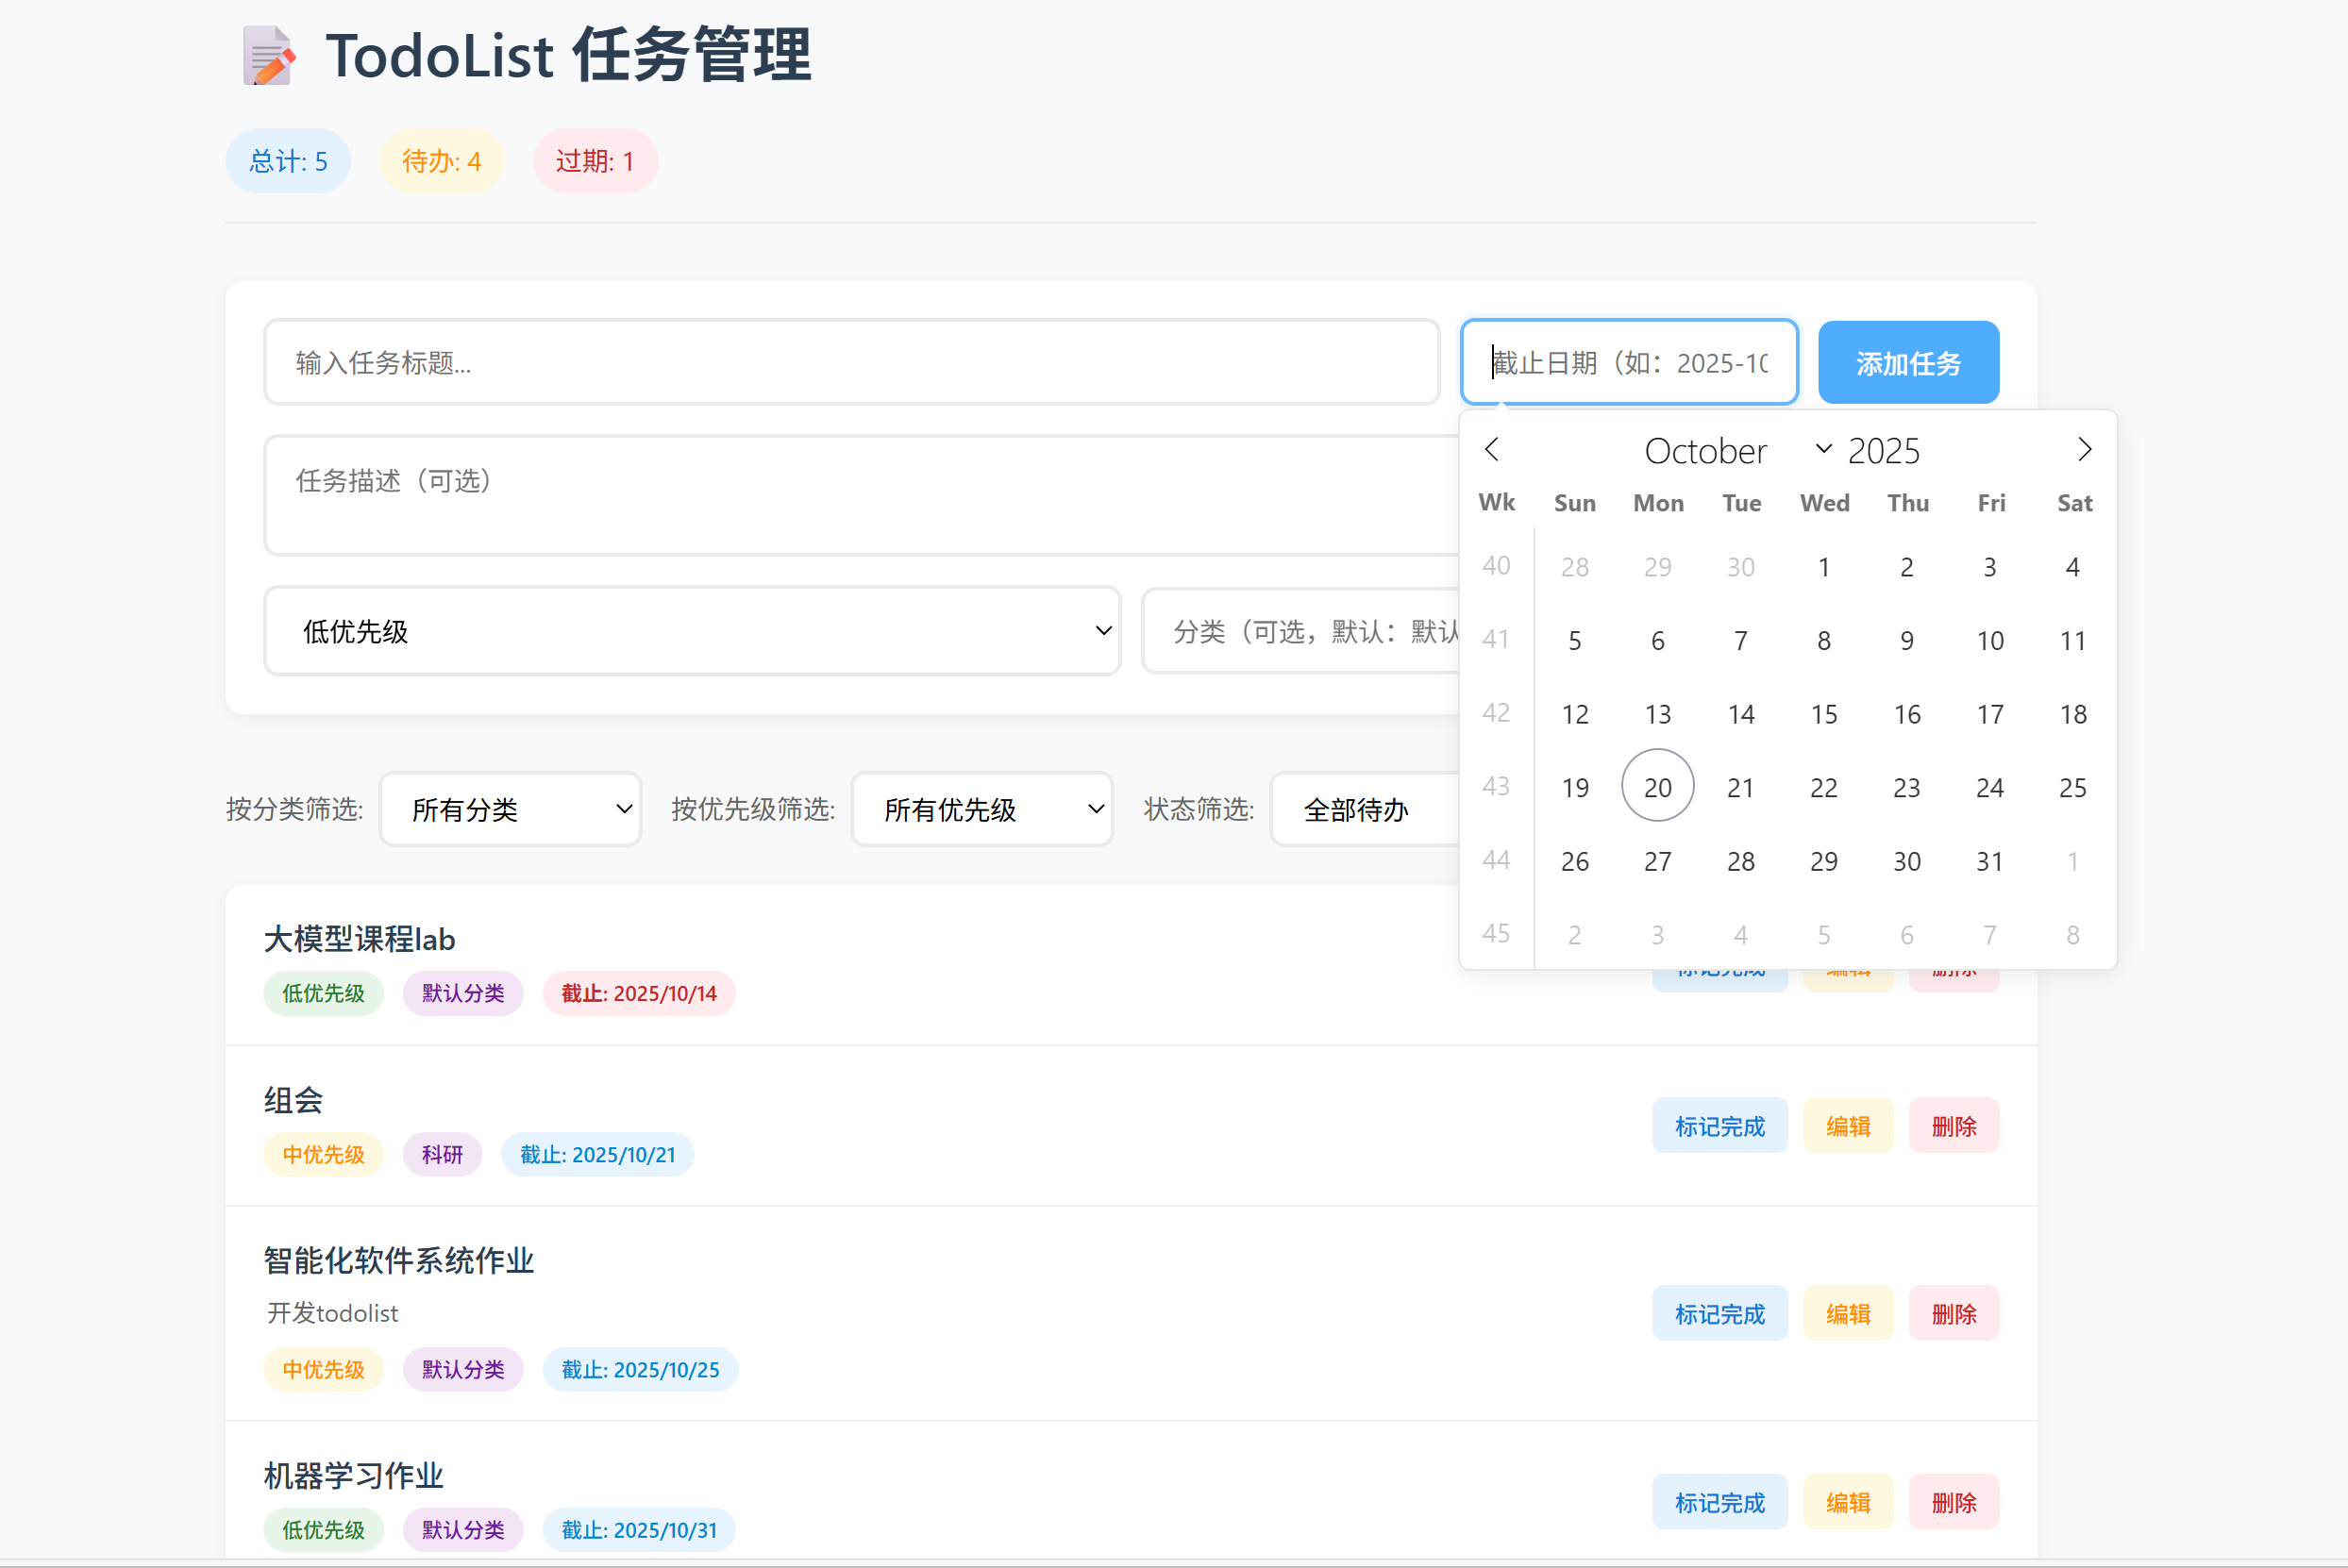 TodoList 任务管理
总计: 5 待办: 4 过期: 1
输入任务标题... 截止日期（如：2025-10 添加任务
任务描述（可选）
低优先级 分类（可选，默认：默认
October 2025
Wk Sun Mon Tue Wed Thu Fri Sat
40 28 29 30 1 2 3 4
41 5 6 7 8 9 10 11
42 12 13 14 15 16 17 18
43 19 20 21 22 23 24 25
44 26 27 28 29 30 31 1
45 2 3 4 5 6 7 8
按分类筛选: 所有分类 按优先级筛选: 所有优先级 状态筛选: 全部待办
大模型课程lab
低优先级 默认分类 截止: 2025/10/14
组会
中优先级 科研 截止: 2025/10/21
标记完成 编辑 删除
智能化软件系统作业
开发todolist
中优先级 默认分类 截止: 2025/10/25
标记完成 编辑 删除
机器学习作业
低优先级 默认分类 截止: 2025/10/31
标记完成 编辑 删除